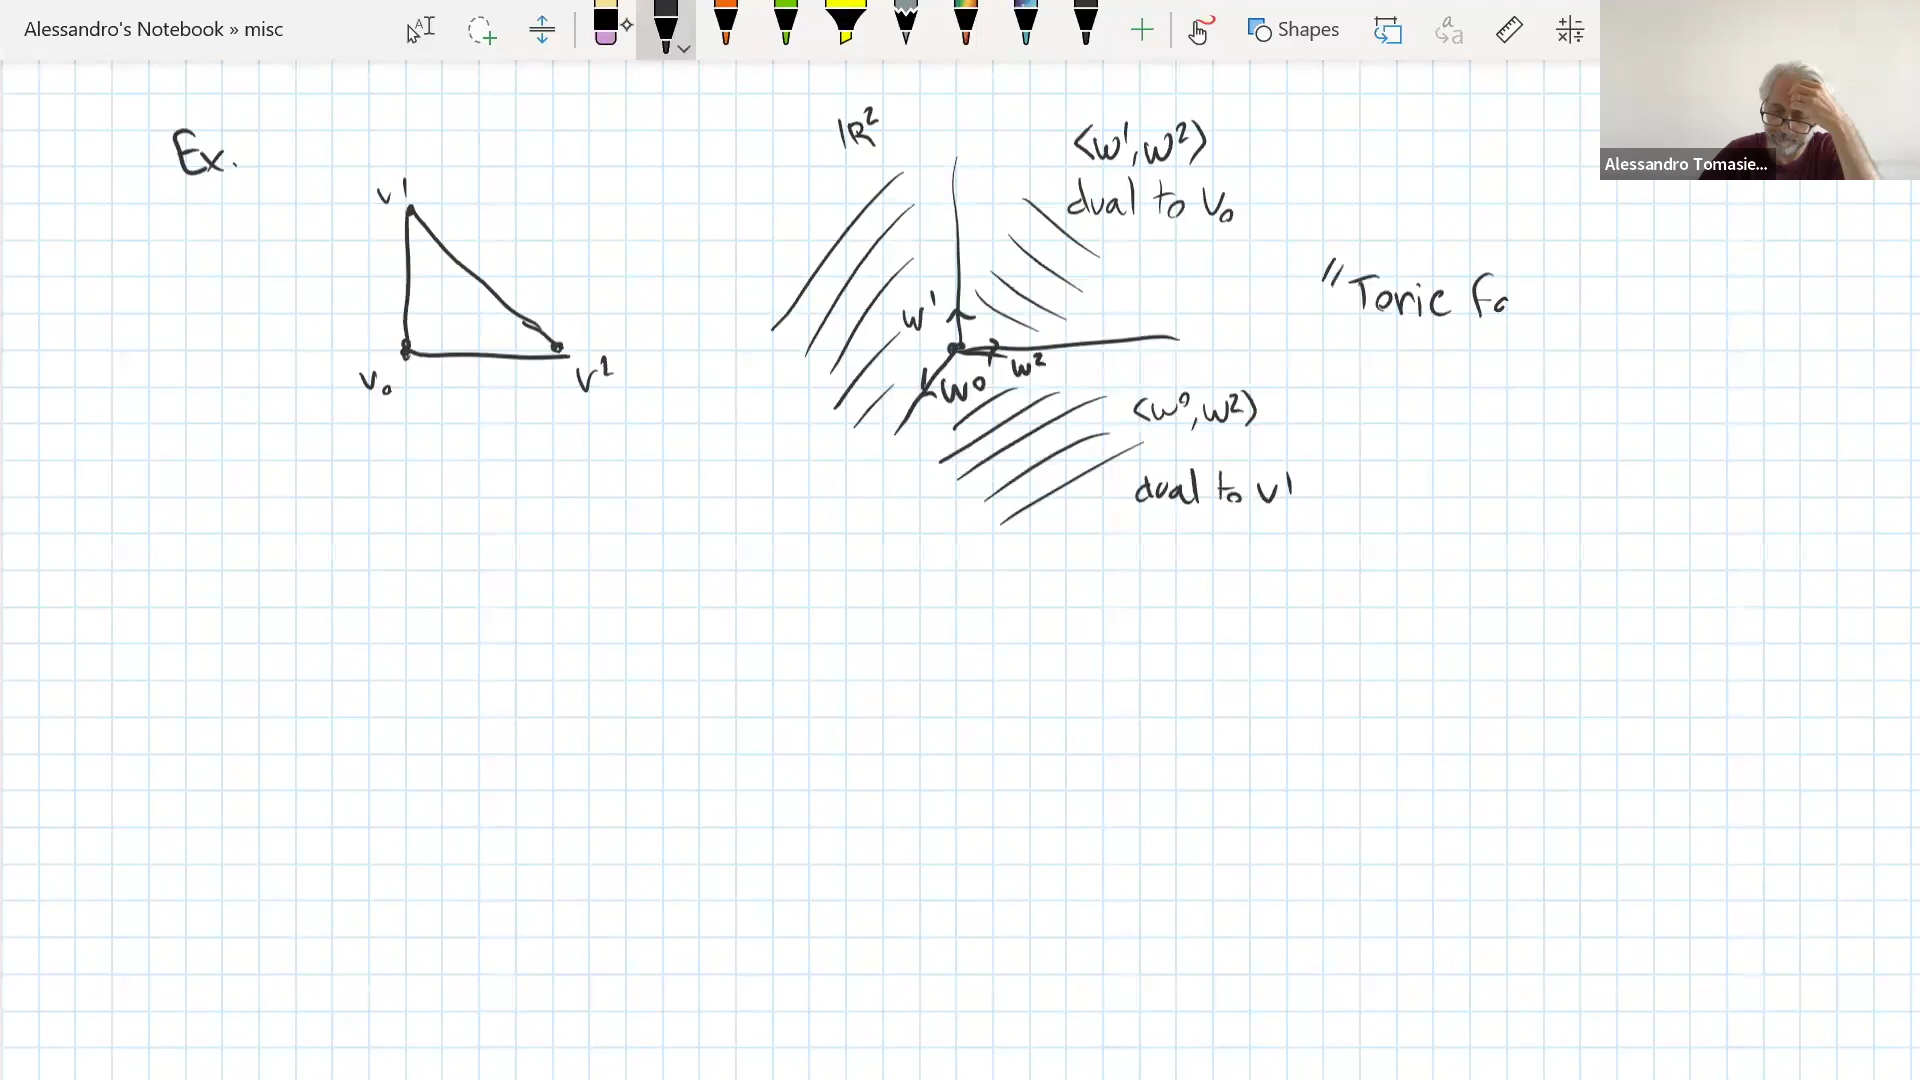 Alessandro's Notebook » misc
Shapes
Alessandro Tomasie...
Ex.
v¹
v₀
v²
ℝ²
⟨w¹, w²⟩
dual to v₀
w¹
w²
w⁰
⟨w⁰, w²⟩
dual to v¹
"Toric fa